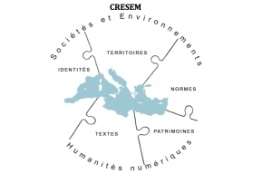 CRESEM
Sociétés et Environnements
TERRITOIRES
IDENTITÉS
NORMES
TEXTES
PATRIMOINES
Humanités numériques